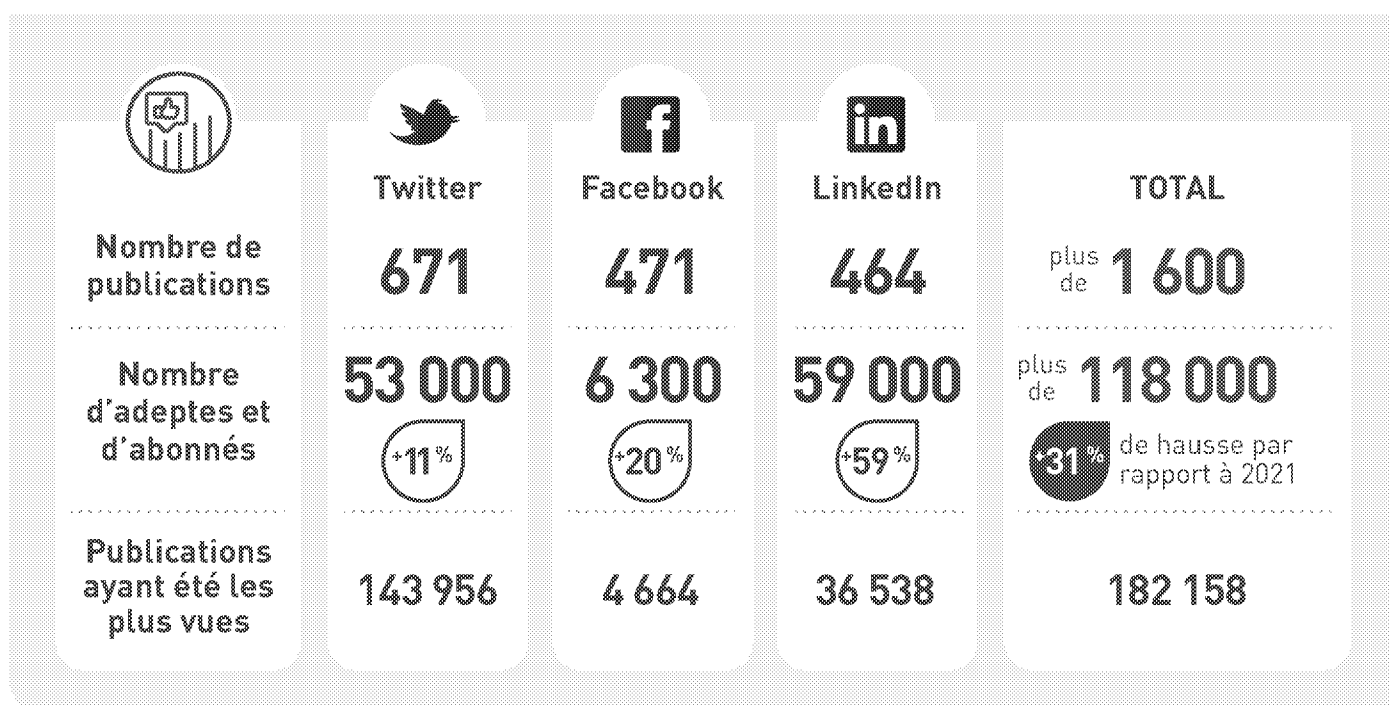 Twitter
Facebook
LinkedIn
TOTAL
Nombre de
publications
671
471
464
plus
de
1 600
Nombre
d'adeptes et
d'abonnés
53 000
6 300
59 000
plus
de
118 000
+11 %
+20 %
+59 %
+31 %
de hausse par
rapport à 2021
Publications
ayant été les
plus vues
143 956
4 664
36 538
182 158